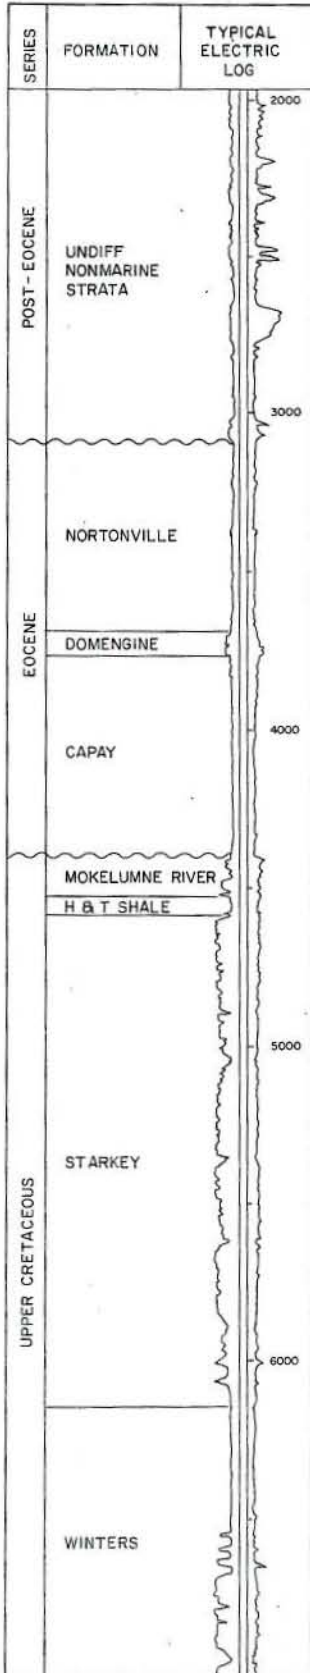 SERIES
FORMATION
TYPICAL
ELECTRIC
LOG
POST-EOCENE
UNDIFF
NONMARINE
STRATA
2000
3000
EOCENE
NORTONVILLE
DOMENGINE
CAPAY
4000
UPPER CRETACEOUS
MOKELUMNE RIVER
H & T SHALE
STARKEY
5000
6000
WINTERS